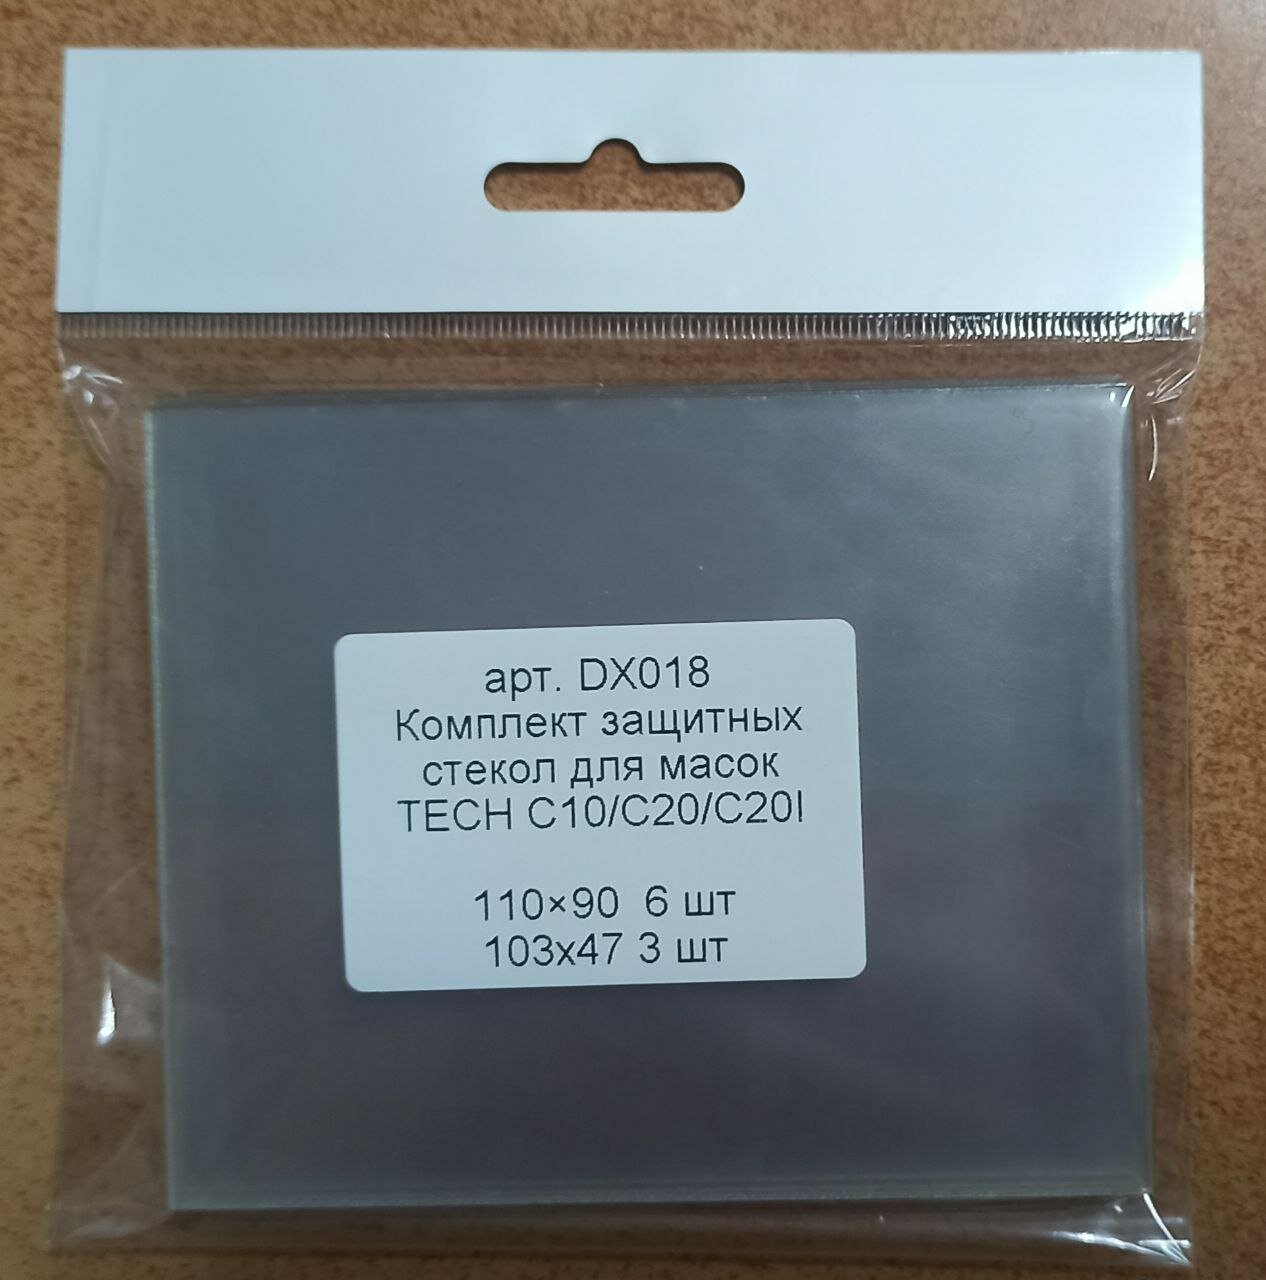 арт. DX018
Комплект защитных
стекол для масок
TECH C10/C20/C20I
110×90 6 шт
103x47 3 шт